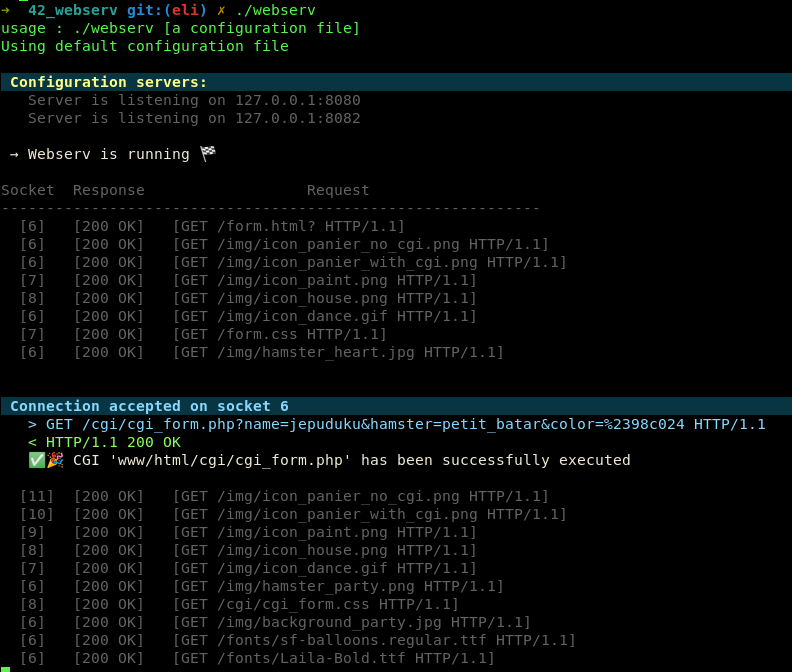 →  42_webserv git:(eli) ✗ ./webserv
usage : ./webserv [a configuration file]
Using default configuration file
Configuration servers:
Server is listening on 127.0.0.1:8080
Server is listening on 127.0.0.1:8082
→ Webserv is running 🏁
Socket  Response                  Request
------------------------------------------------------------
[6]   [200 OK]   [GET /form.html? HTTP/1.1]
[6]   [200 OK]   [GET /img/icon_panier_no_cgi.png HTTP/1.1]
[6]   [200 OK]   [GET /img/icon_panier_with_cgi.png HTTP/1.1]
[7]   [200 OK]   [GET /img/icon_paint.png HTTP/1.1]
[8]   [200 OK]   [GET /img/icon_house.png HTTP/1.1]
[6]   [200 OK]   [GET /img/icon_dance.gif HTTP/1.1]
[7]   [200 OK]   [GET /form.css HTTP/1.1]
[6]   [200 OK]   [GET /img/hamster_heart.jpg HTTP/1.1]
Connection accepted on socket 6
> GET /cgi/cgi_form.php?name=jepuduku&hamster=petit_batar&color=%2398c024 HTTP/1.1
< HTTP/1.1 200 OK
✅🎉 CGI 'www/html/cgi/cgi_form.php' has been successfully executed
[11]  [200 OK]   [GET /img/icon_panier_no_cgi.png HTTP/1.1]
[10]  [200 OK]   [GET /img/icon_panier_with_cgi.png HTTP/1.1]
[9]   [200 OK]   [GET /img/icon_paint.png HTTP/1.1]
[8]   [200 OK]   [GET /img/icon_house.png HTTP/1.1]
[7]   [200 OK]   [GET /img/icon_dance.gif HTTP/1.1]
[6]   [200 OK]   [GET /img/hamster_party.png HTTP/1.1]
[8]   [200 OK]   [GET /cgi/cgi_form.css HTTP/1.1]
[6]   [200 OK]   [GET /img/background_party.jpg HTTP/1.1]
[6]   [200 OK]   [GET /fonts/sf-balloons.regular.ttf HTTP/1.1]
[6]   [200 OK]   [GET /fonts/Laila-Bold.ttf HTTP/1.1]